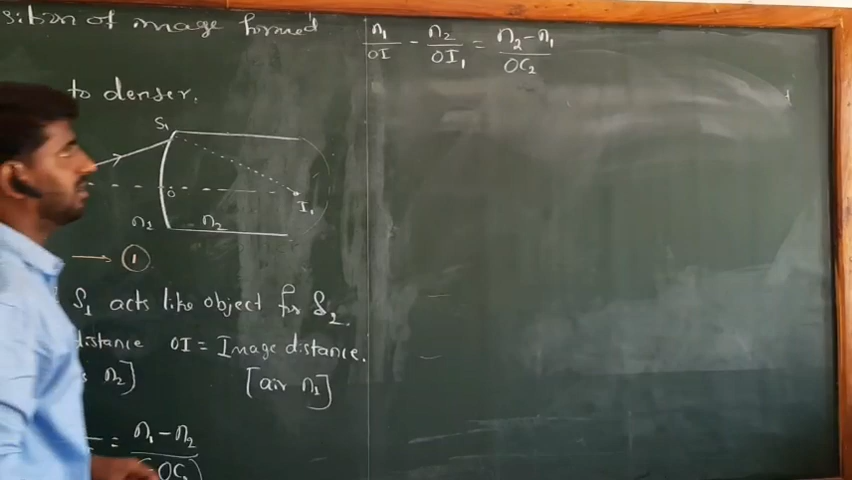 sition of image formed
to denser.
S₁
O
I₁
n₂ n₂
→ ①
S₁ acts like object for S₂.
distance OI = Image distance.
n₂] [air n₁]
= n₁ - n₂ / OC₂)
n₁/OI - n₂/OI₁ = n₂-n₁/OC₂